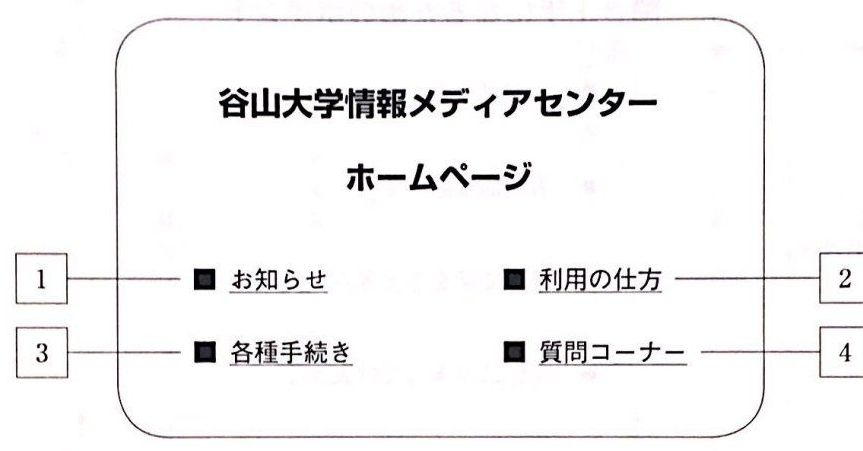 谷山大学情報メディアセンター
ホームページ
1 ■ お知らせ ■ 利用の仕方 2
3 ■ 各種手続き ■ 質問コーナー 4